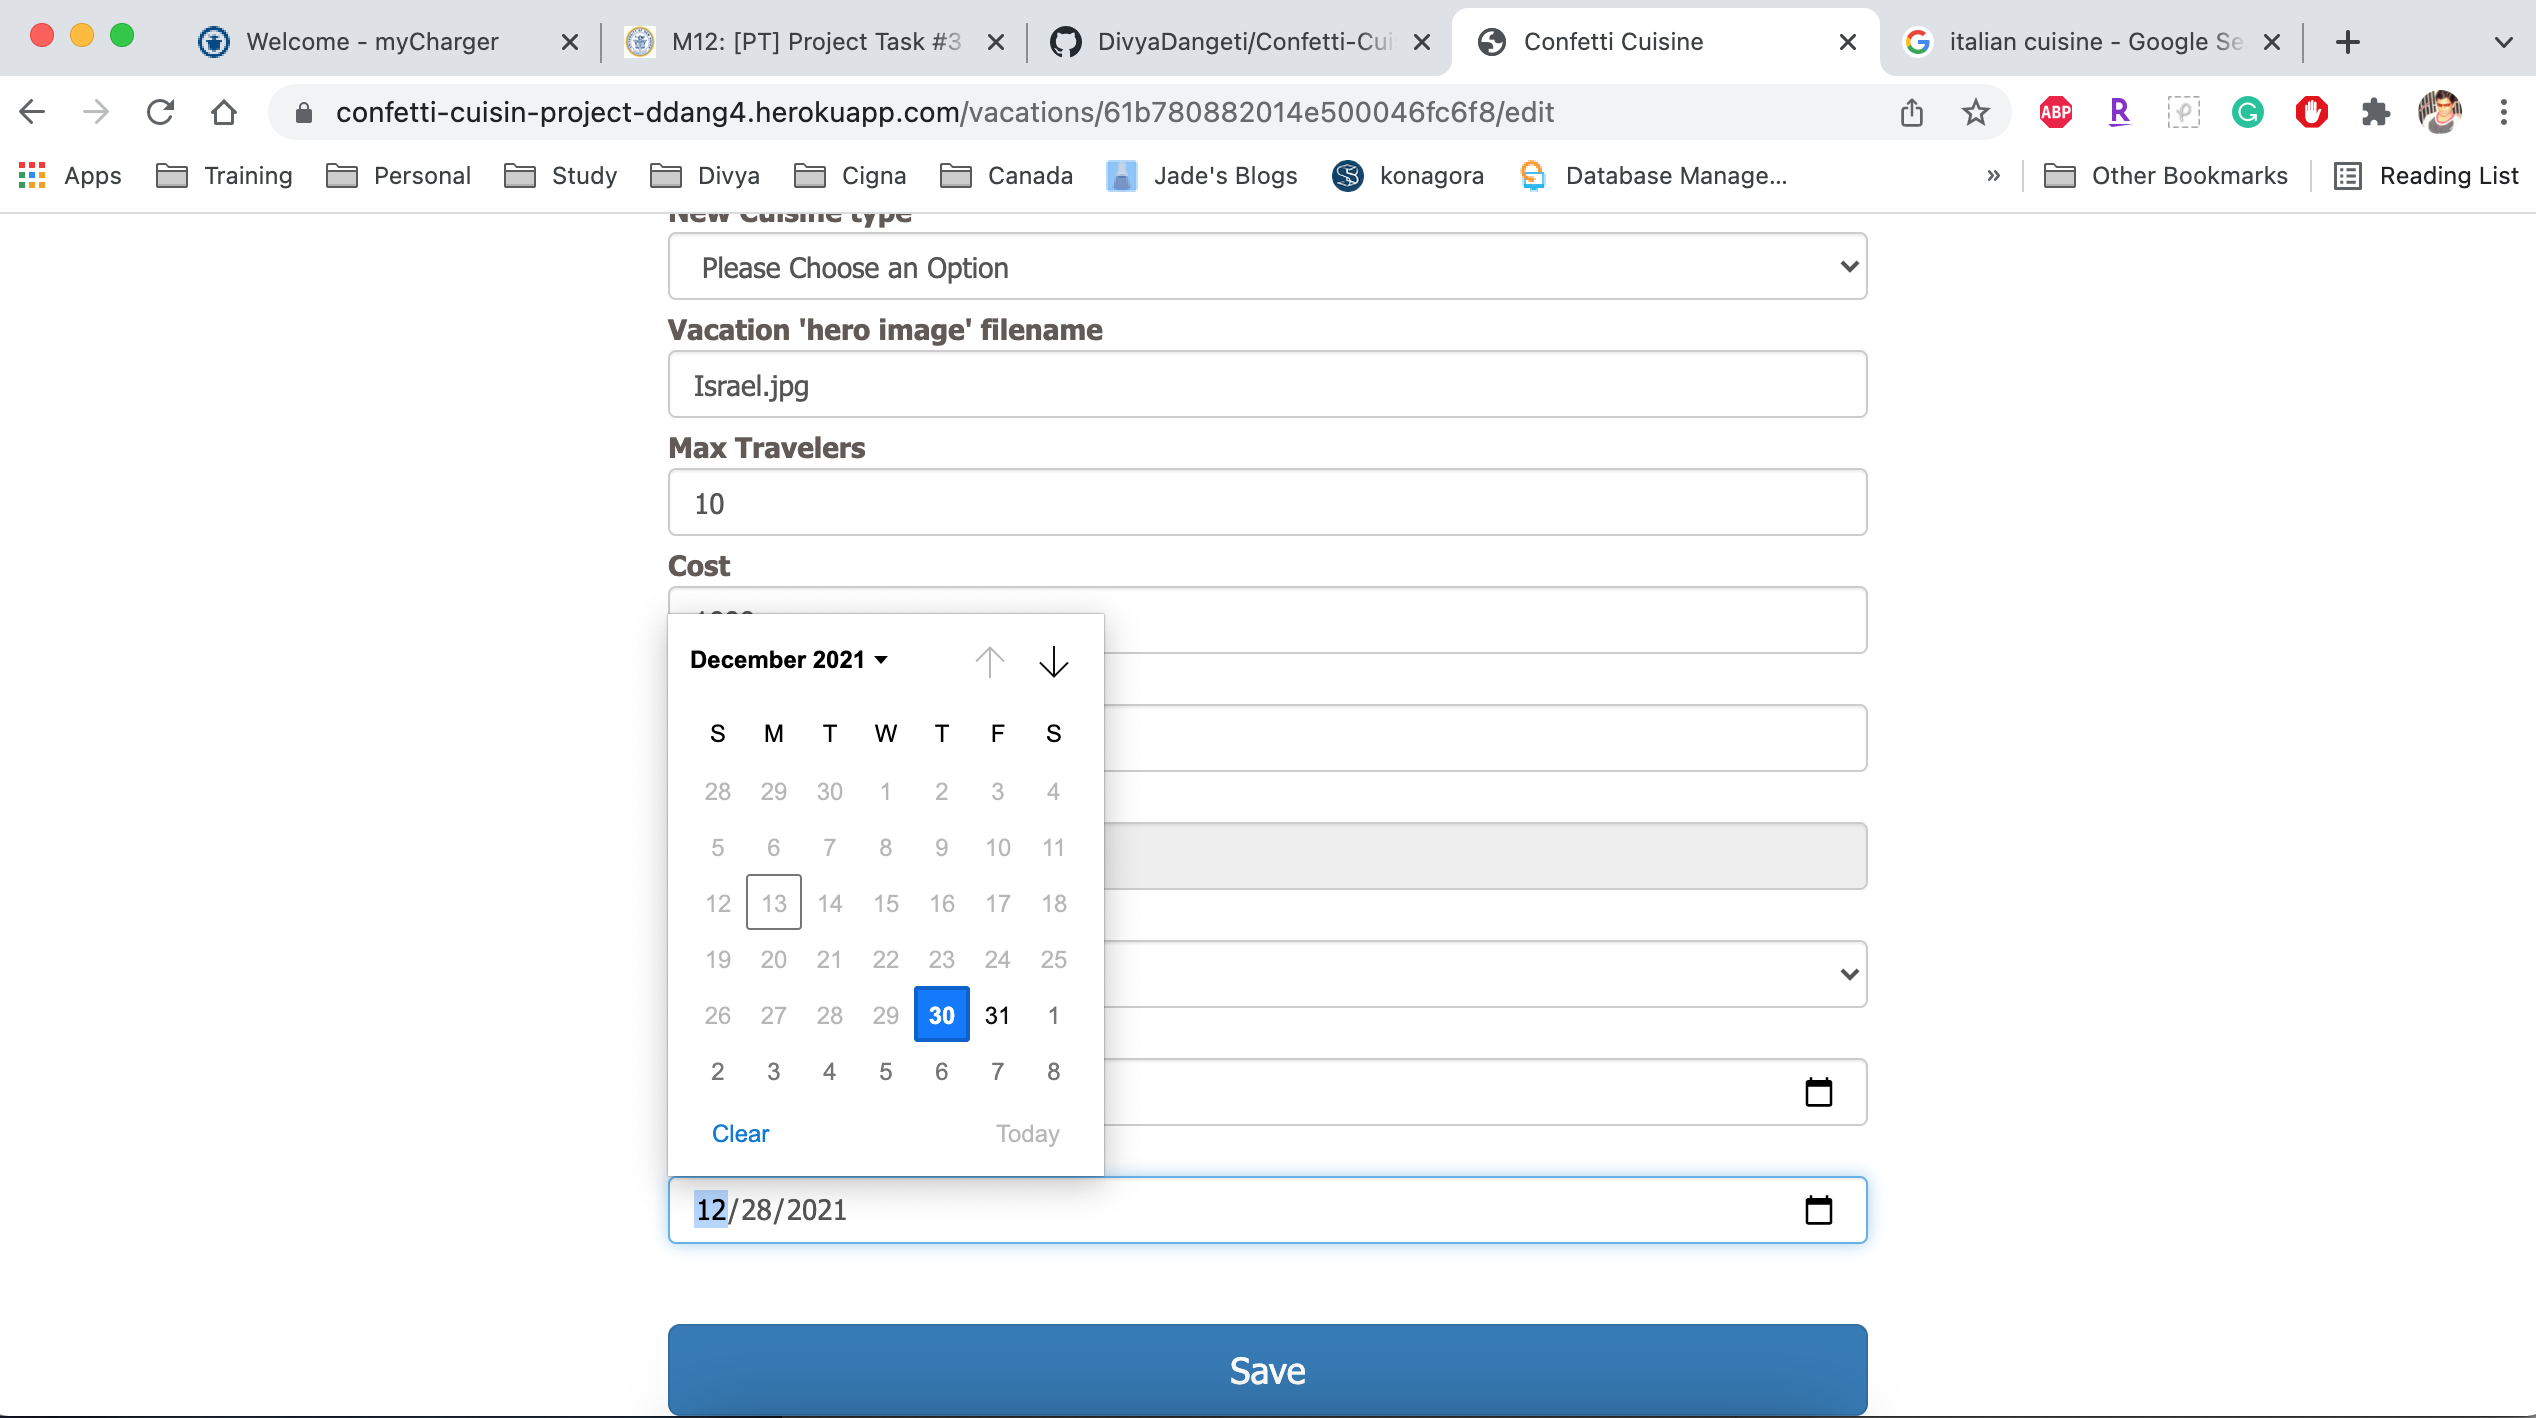 Welcome - myCharger
M12: [PT] Project Task #3
DivyaDangeti/Confetti-Cui
Confetti Cuisine
italian cuisine - Google Se
confetti-cuisin-project-ddang4.herokuapp.com/vacations/61b780882014e500046fc6f8/edit
ABP
R
Apps
Training
Personal
Study
Divya
Cigna
Canada
Jade's Blogs
konagora
Database Manage...
»
Other Bookmarks
Reading List
New Cuisine type
Please Choose an Option
Vacation 'hero image' filename
Israel.jpg
Max Travelers
10
Cost
December 2021
S M T W T F S
28 29 30 1 2 3 4
5 6 7 8 9 10 11
12 13 14 15 16 17 18
19 20 21 22 23 24 25
26 27 28 29 30 31 1
2 3 4 5 6 7 8
Clear Today
12/28/2021
Save